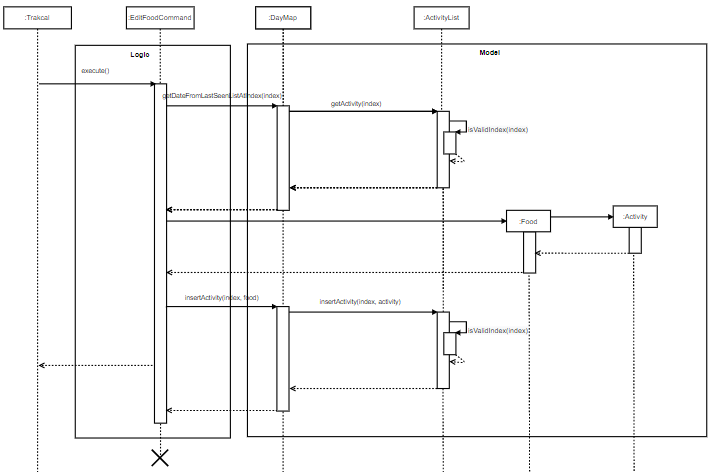 :Trakcal
:EditFoodCommand
:DayMap
:ActivityList
Logic
Model
execute()
getDateFromLastSeenListAtIndex(index)
getActivity(index)
isValidIndex(index)
:Food
:Activity
insertActivity(index, food)
insertActivity(index, activity)
isValidIndex(index)